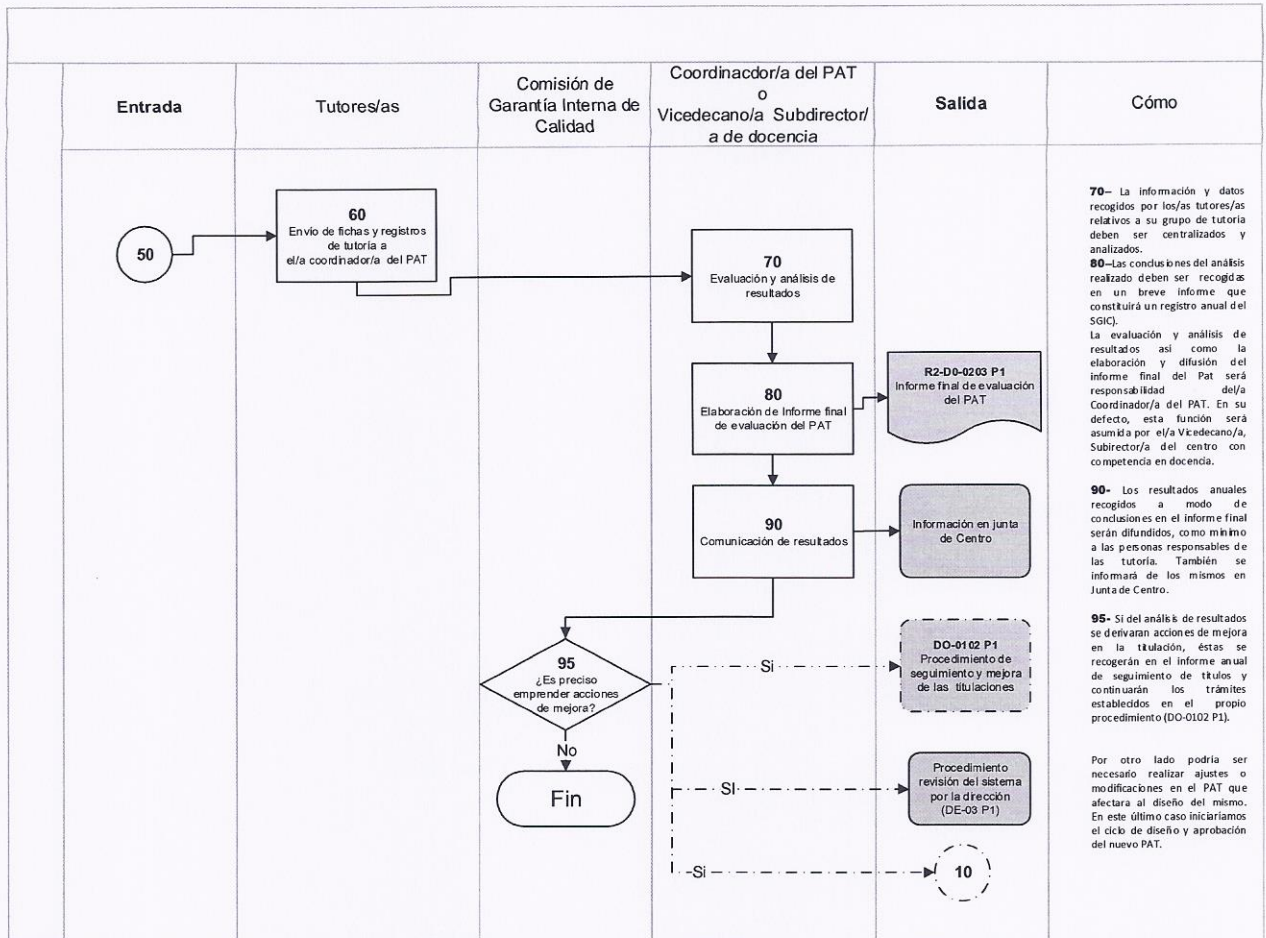 Entrada
Tutores/as
Comisión de
Garantía Interna de
Calidad
Coordinacdor/a del PAT
o
Vicedecano/a Subdirector/
a de docencia
Salida
Cómo
50
60
Envío de fichas y registros
de tutoría a
el/a coordinador/a del PAT
70
Evaluación y análisis de
resultados
80
Elaboración de Informe final
de evaluación del PAT
R2-D0-0203 P1
Informe final de evaluación
del PAT
90
Comunicación de resultados
Información en junta
de Centro
95
¿Es preciso
emprender acciones
de mejora?
No
Fin
Si
DO-0102 P1
Procedimiento de
seguimiento y mejora
de las titulaciones
SI
Procedimiento
revisión del sistema
por la dirección
(DE-03 P1)
Si
10
70– La información y datos
recogidos por los/as tutores/as
relativos a su grupo de tutoría
deben ser centralizados y
analizados.
80–Las conclusiones del análisis
realizado deben ser recogidas
en un breve informe que
constituirá un registro anual del
SGIC).
La evaluación y análisis de
resultados así como la
elaboración y difusión del
informe final del Pat será
responsabilidad del/a
Coordinador/a del PAT. En su
defecto, esta función será
asumida por el/a Vicedecano/a,
Subirector/a del centro con
competencia en docencia.
90- Los resultados anuales
recogidos a modo de
conclusiones en el informe final
serán difundidos, como mínimo
a las personas responsables de
las tutoría. También se
informará de los mismos en
Junta de Centro.
95- Si del análisis de resultados
se derivaran acciones de mejora
en la titulación, éstas se
recogerán en el informe anual
de seguimiento de títulos y
continuarán los trámites
establecidos en el propio
procedimiento (DO-0102 P1).
Por otro lado podría ser
necesario realizar ajustes o
modificaciones en el PAT que
afectara al diseño del mismo.
En este último caso iniciaríamos
el ciclo de diseño y aprobación
del nuevo PAT.